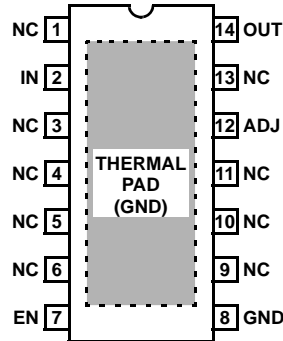 NC 1 14 OUT
IN 2 13 NC
NC 3 12 ADJ
NC 4 11 NC
NC 5 10 NC
NC 6 9 NC
EN 7 8 GND
THERMAL
PAD
(GND)